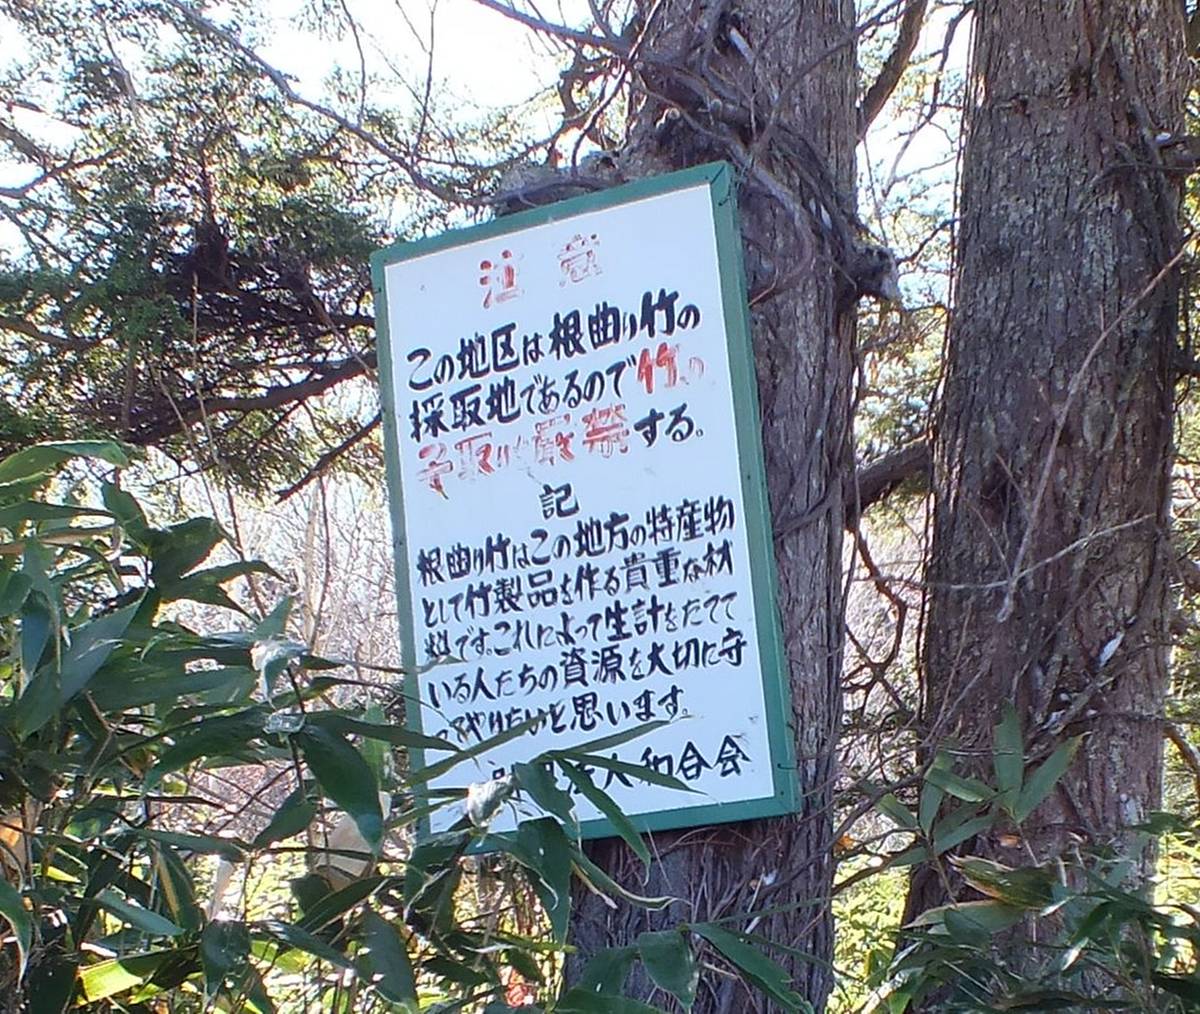 注意
この地区は根曲り竹の
採取地であるので竹の
子取りは厳禁する。
記
根曲り竹はこの地方の特産物
として竹製品を作る貴重な材
料です。これによって生計をたてて
いる人たちの資源を大切に守
ってやりたいと思います。
法人和合会